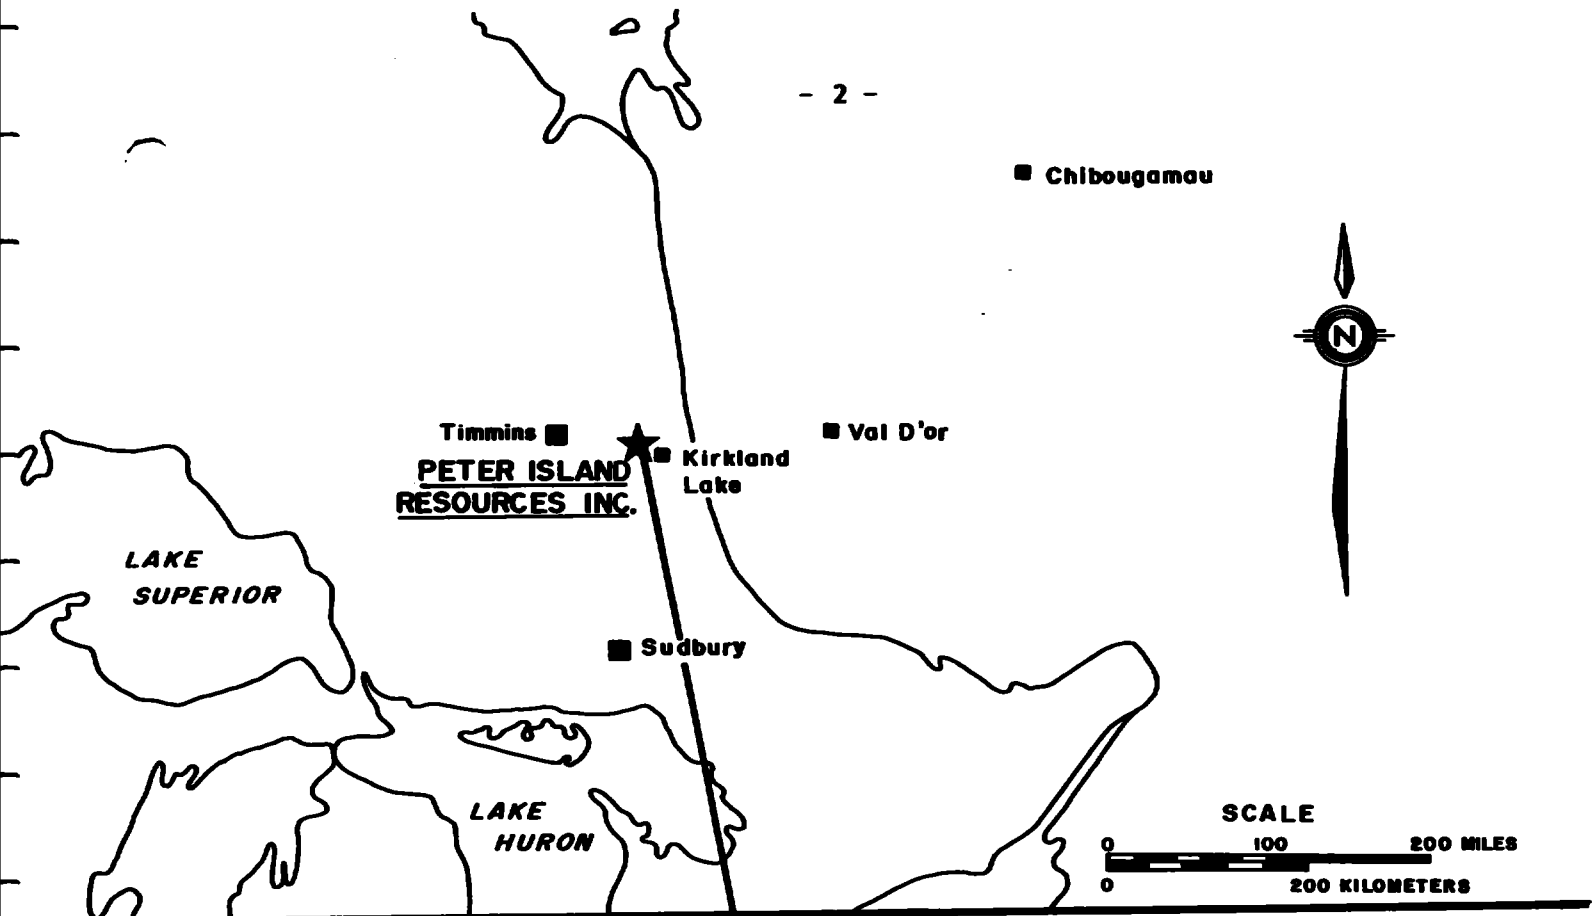 - 2 -
Chibougamau
N
Timmins
Val D'or
Kirkland
Lake
PETER ISLAND
RESOURCES INC.
LAKE
SUPERIOR
Sudbury
LAKE
HURON
SCALE
0 100 200 MILES
0 200 KILOMETERS